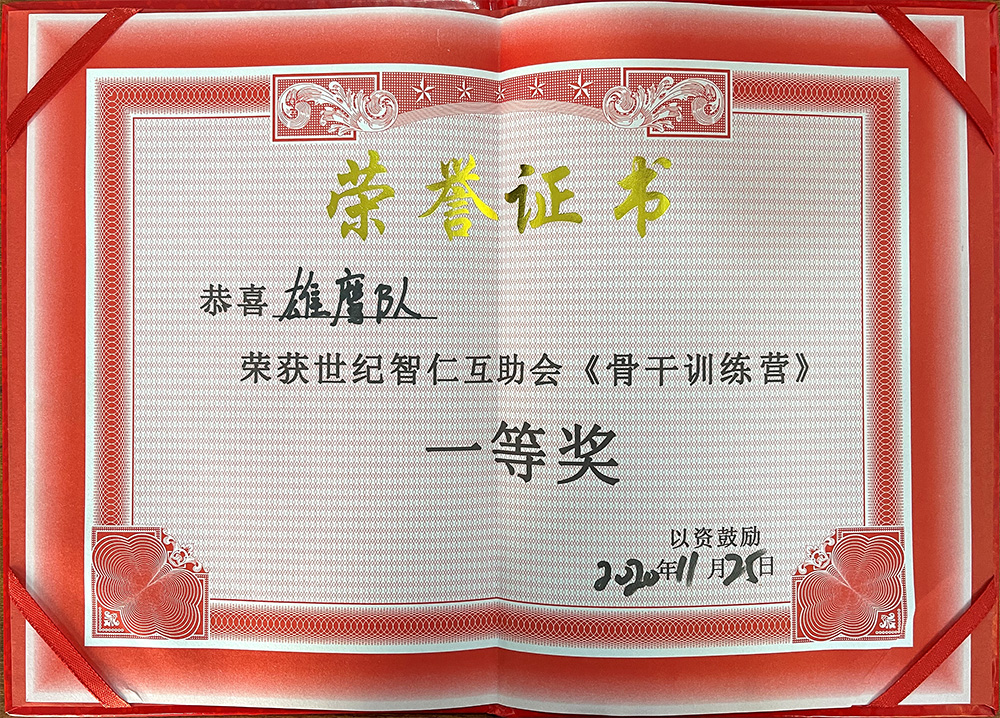 荣誉证书
恭喜 雄鹰队
荣获世纪智仁互助会《骨干训练营》
一等奖
以资鼓励
2020年11月25日